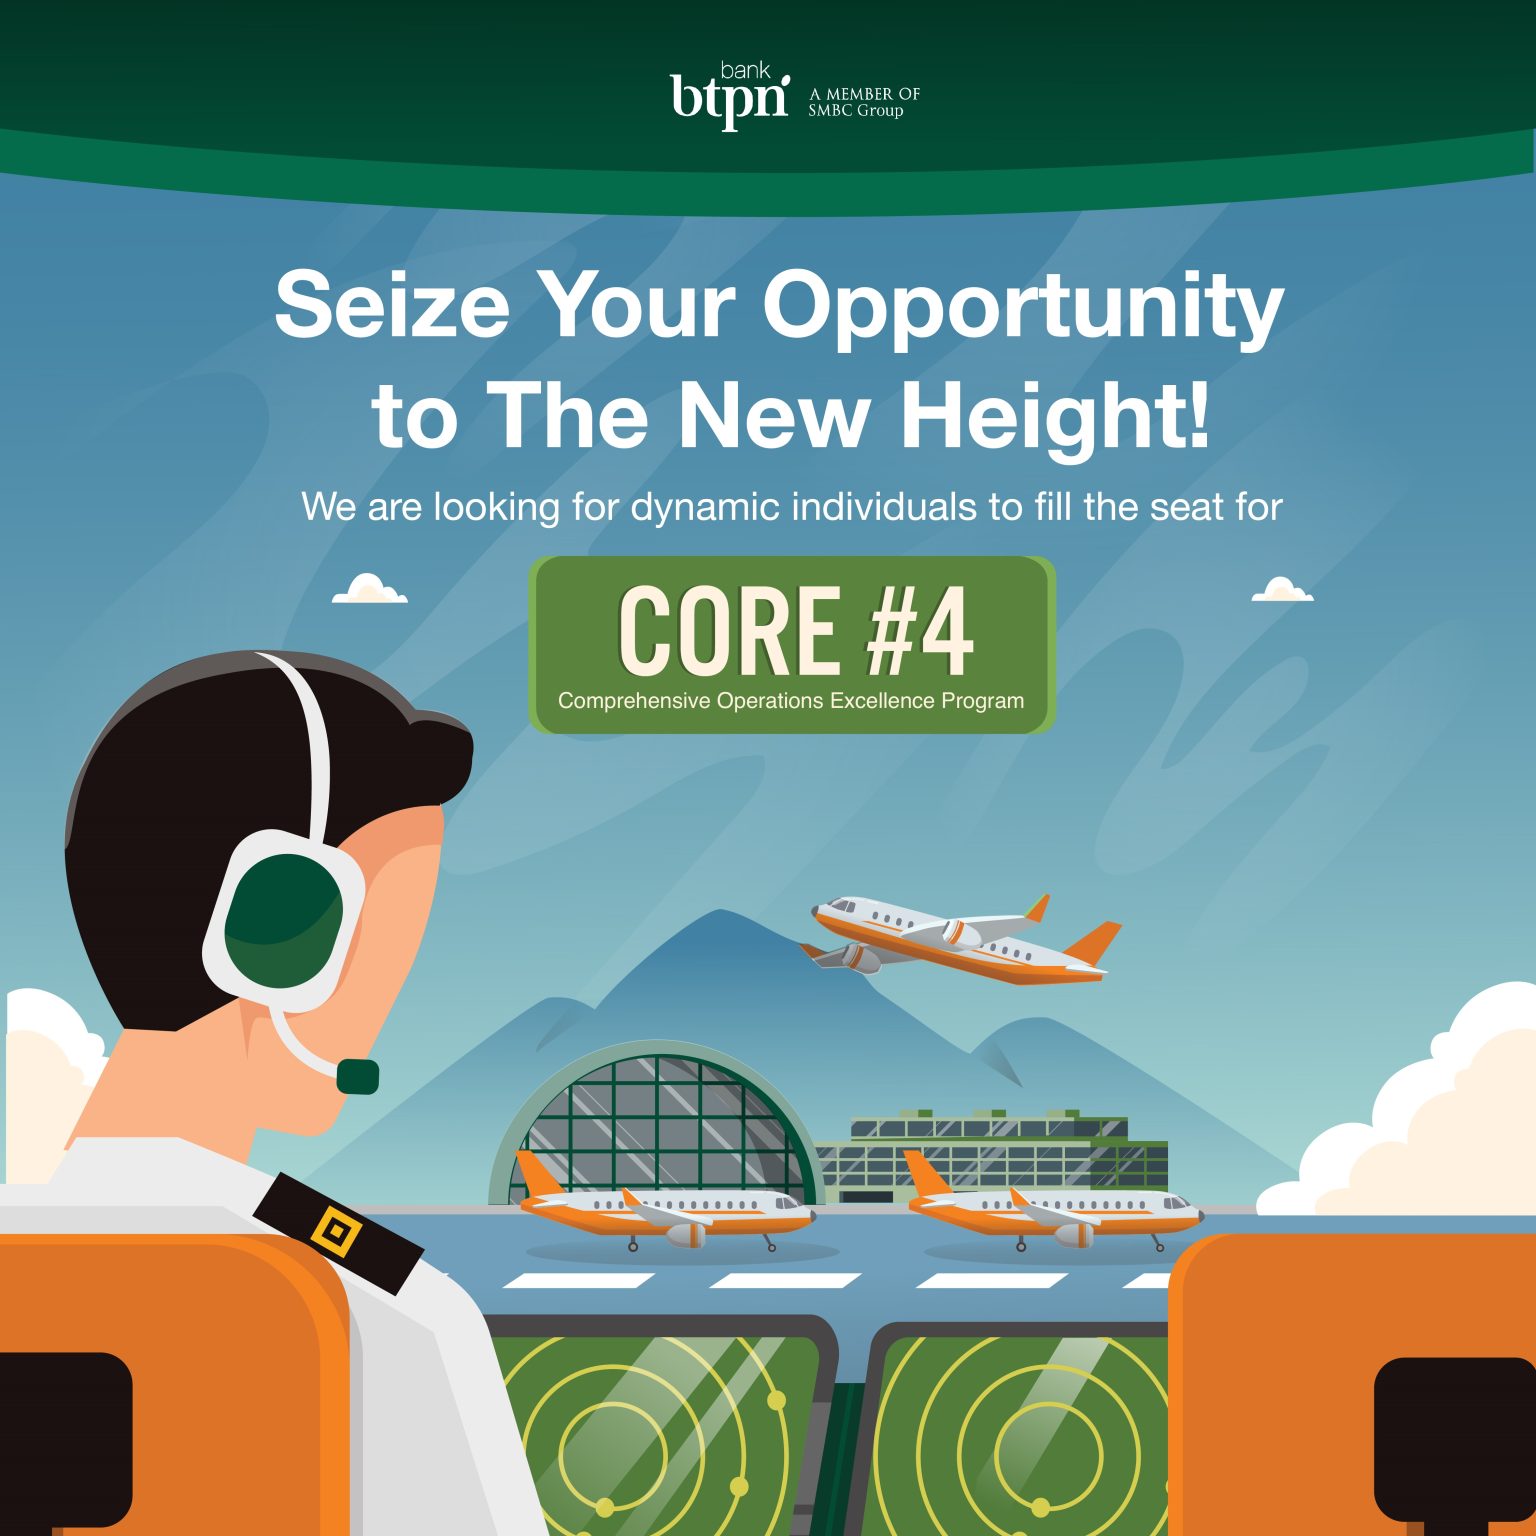 bank
btpn
A MEMBER OF
SMBC Group
Seize Your Opportunity
to The New Height!
We are looking for dynamic individuals to fill the seat for
CORE #4
Comprehensive Operations Excellence Program